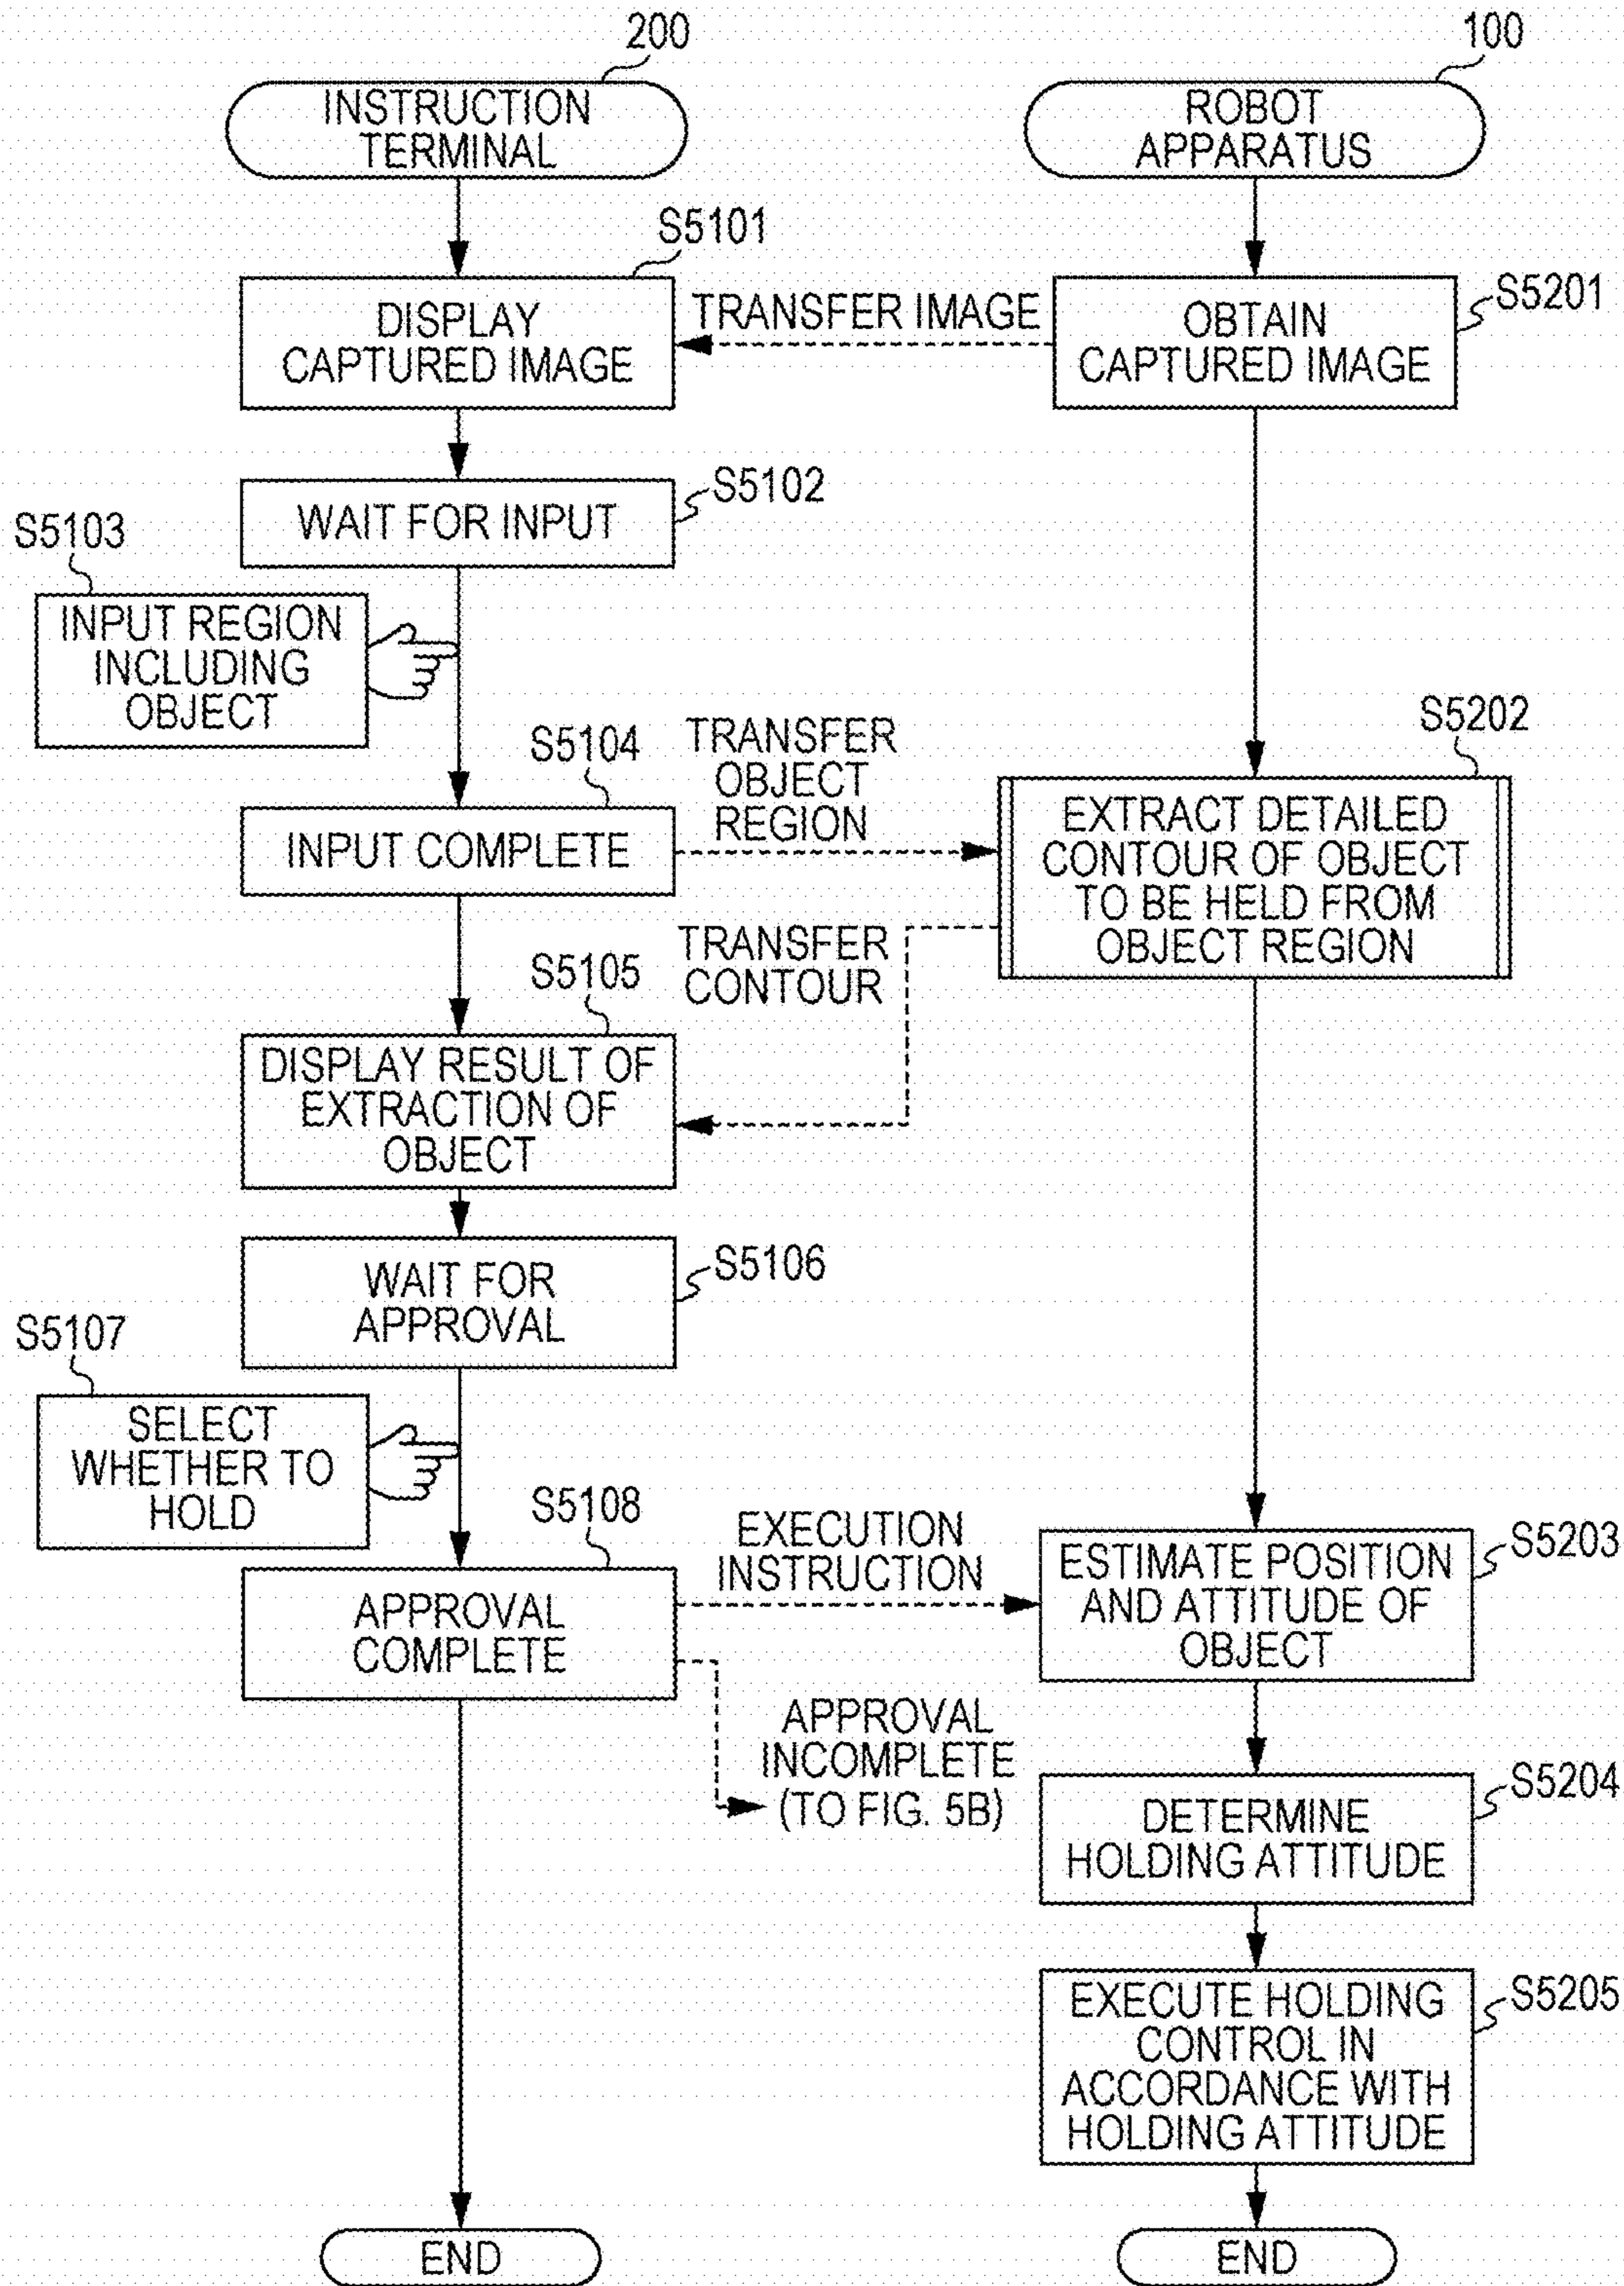 200
INSTRUCTION
TERMINAL
100
ROBOT
APPARATUS
S5101
DISPLAY
CAPTURED IMAGE
TRANSFER IMAGE
S5201
OBTAIN
CAPTURED IMAGE
S5102
WAIT FOR INPUT
S5103
INPUT REGION
INCLUDING
OBJECT
S5104
INPUT COMPLETE
TRANSFER
OBJECT
REGION
S5202
EXTRACT DETAILED
CONTOUR OF OBJECT
TO BE HELD FROM
OBJECT REGION
TRANSFER
CONTOUR
S5105
DISPLAY RESULT OF
EXTRACTION OF
OBJECT
S5106
WAIT FOR
APPROVAL
S5107
SELECT
WHETHER TO
HOLD
S5108
APPROVAL
COMPLETE
EXECUTION
INSTRUCTION
S5203
ESTIMATE POSITION
AND ATTITUDE OF
OBJECT
APPROVAL
INCOMPLETE
(TO FIG. 5B)
S5204
DETERMINE
HOLDING ATTITUDE
S5205
EXECUTE HOLDING
CONTROL IN
ACCORDANCE WITH
HOLDING ATTITUDE
END
END